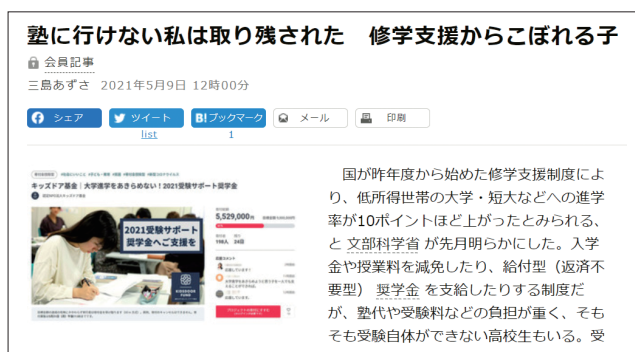 塾に行けない私は取り残された　修学支援からこぼれる子
会員記事
三島あずさ 2021年5月9日 12時00分
シェア
ツイート
B!ブックマーク
メール
印刷
list
1
キッズドア基金｜大学進学をあきらめない！2021受験サポート奨学金
5,529,000円
2021受験サポート
奨学金へご支援を
198人
24日
国が昨年度から始めた修学支援制度によ
り、低所得世帯の大学・短大などへの進学
率が10ポイントほど上がったとみられる、
と 文部科学省 が先月明らかにした。入学
金や授業料を減免したり、給付型（返済不
要型） 奨学金 を支給したりする制度だ
が、塾代や受験料などの負担が重く、そも
そも受験自体ができない高校生もいる。受